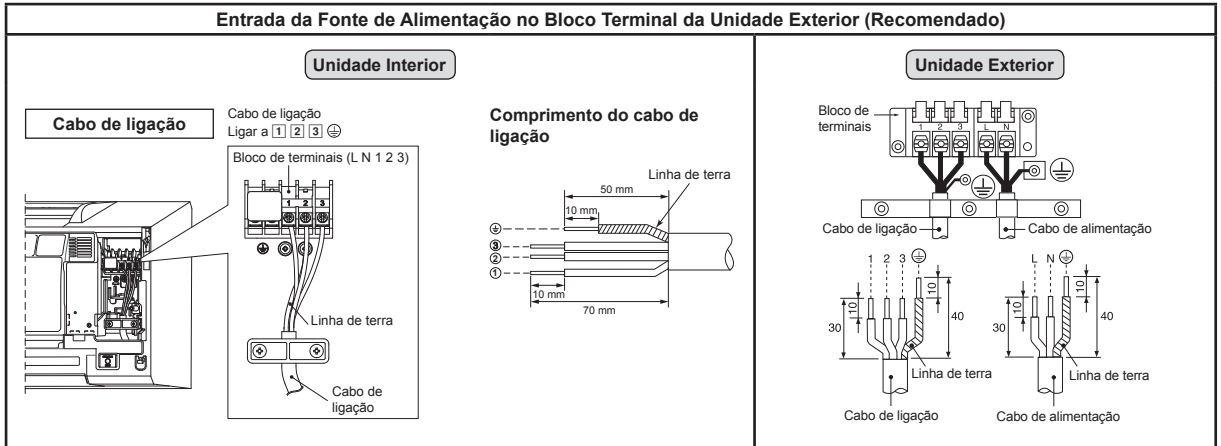 Entrada da Fonte de Alimentação no Bloco Terminal da Unidade Exterior (Recomendado)
Unidade Interior
Cabo de ligação
Cabo de ligação
Ligar a 1 2 3
Bloco de terminais (L N 1 2 3)
1 2 3
Linha de terra
Cabo de
ligação
Comprimento do cabo de
ligação
Linha de terra
50 mm
10 mm
3
2
1
10 mm
70 mm
Unidade Exterior
Bloco de
terminais
1 2 3 L N
Cabo de ligação
Cabo de alimentação
1 2 3
10
10
30
40
Linha de terra
Cabo de ligação
L N
10
10
30
40
Linha de terra
Cabo de alimentação